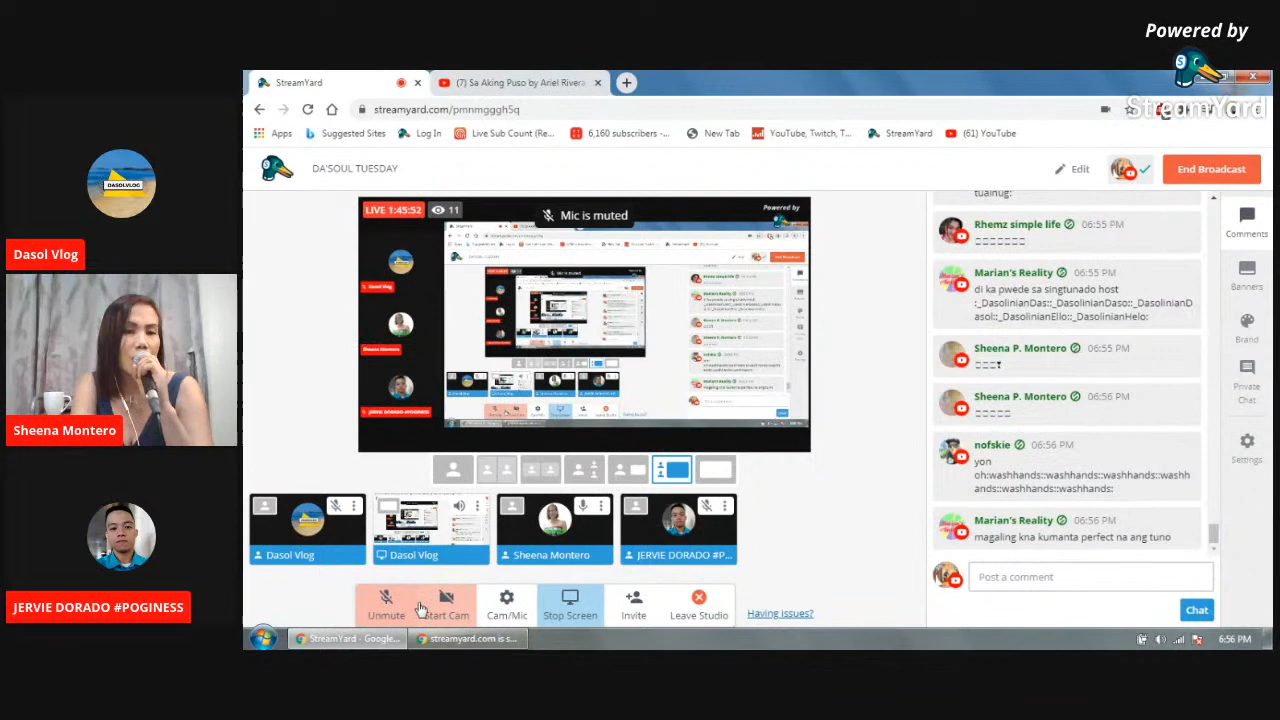 Powered by
StreamYard
Dasol Vlog
DASOLVLOG
Sheena Montero
JERVIE DORADO #POGINESS
StreamYard
(7) Sa Aking Puso by Ariel Rivera
streamyard.com/pmnmgggh5q
Apps
Suggested Sites
Log In
Live Sub Count (Re...
6,160 subscribers -...
New Tab
YouTube, Twitch, T...
StreamYard
(61) YouTube
DA'SOUL TUESDAY
Edit
End Broadcast
LIVE 1:45:52
11
Mic is muted
Powered by
Dasol Vlog
Dasol Vlog
Sheena Montero
JERVIE DORADO #P...
Unmute
Start Cam
Cam/Mic
Stop Screen
Invite
Leave Studio
Having issues?
Rhemz simple life 06:55 PM
Marian's Reality 06:55 PM
di ka pwede sa singtunado host
:_DasolinianDas::_DasolinianDaso::_DasolinianD
asol::_DasolinianEllo::_DasolinianHelo:
Sheena P. Montero 06:55 PM
Sheena P. Montero 06:56 PM
nofskie 06:56 PM
yon
oh:washhands::washhands::washhands::washh
ands::washhands::washhands:
Marian's Reality 06:56 PM
magaling kna kumanta perfect na ang tuno
Post a comment
Chat
Comments
Banners
Brand
Private
Chat
Settings
StreamYard - Google...
streamyard.com is s...
6:56 PM